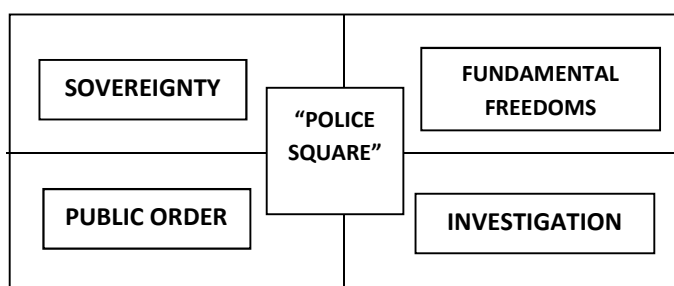 SOVEREIGNTY
FUNDAMENTAL
FREEDOMS
“POLICE
SQUARE”
PUBLIC ORDER
INVESTIGATION